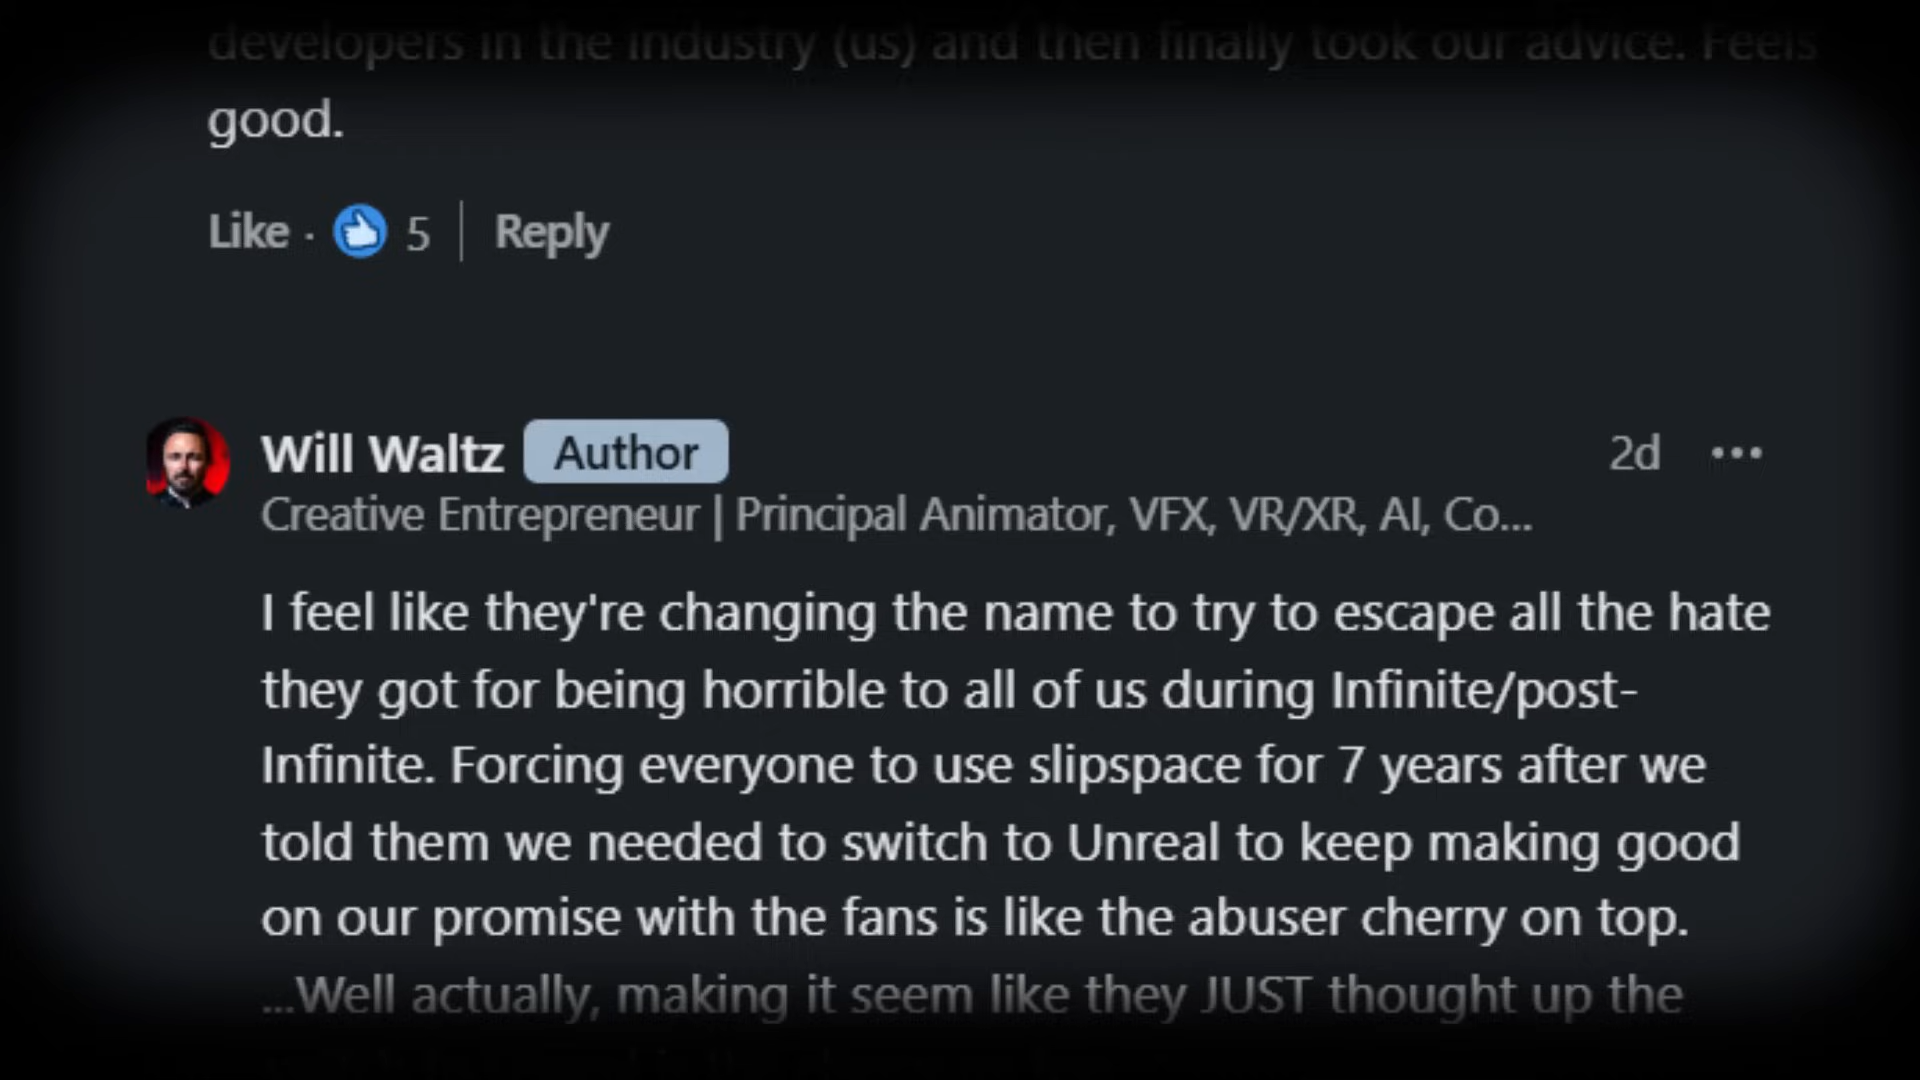 developers in the industry (us) and then finally took our advice. Feels
good.
Like · 5 | Reply
Will Waltz Author 2d ...
Creative Entrepreneur | Principal Animator, VFX, VR/XR, AI, Co...
I feel like they're changing the name to try to escape all the hate
they got for being horrible to all of us during Infinite/post-
Infinite. Forcing everyone to use slipspace for 7 years after we
told them we needed to switch to Unreal to keep making good
on our promise with the fans is like the abuser cherry on top.
...Well actually, making it seem like they JUST thought up the